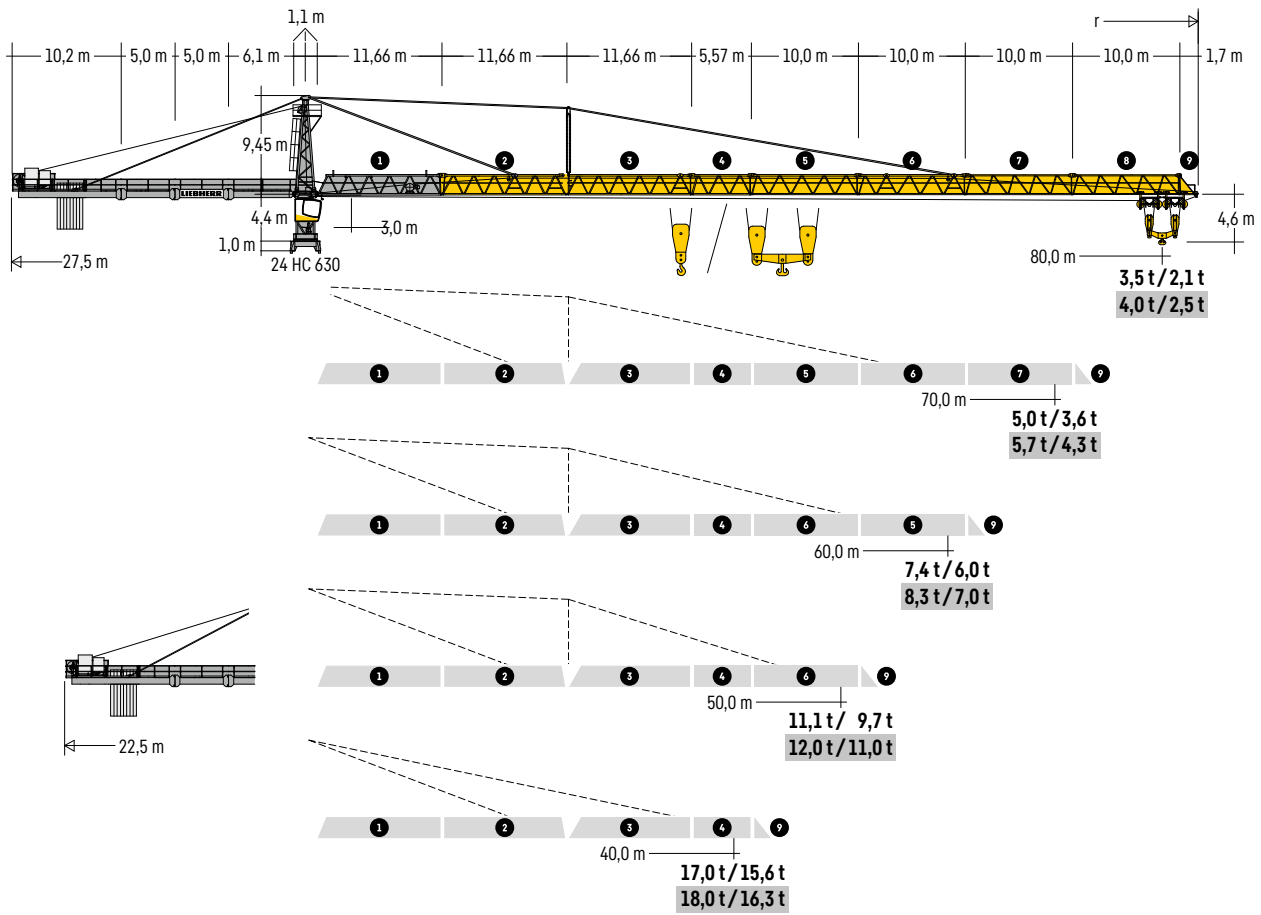 1,1 m
r
10,2 m 5,0 m 5,0 m 6,1 m 11,66 m 11,66 m 11,66 m 5,57 m 10,0 m 10,0 m 10,0 m 10,0 m 1,7 m
9,45 m
1 2 3 4 5 6 7 8 9
LIEBHERR
4,4 m
3,0 m
4,6 m
1,0 m
27,5 m
24 HC 630
80,0 m
3,5 t/2,1 t
4,0 t/2,5 t
1 2 3 4 5 6 7 9
70,0 m
5,0 t/3,6 t
5,7 t/4,3 t
1 2 3 4 6 5 9
60,0 m
7,4 t/6,0 t
8,3 t/7,0 t
1 2 3 4 6 9
50,0 m
11,1 t/ 9,7 t
12,0 t/11,0 t
22,5 m
1 2 3 4 9
40,0 m
17,0 t/15,6 t
18,0 t/16,3 t